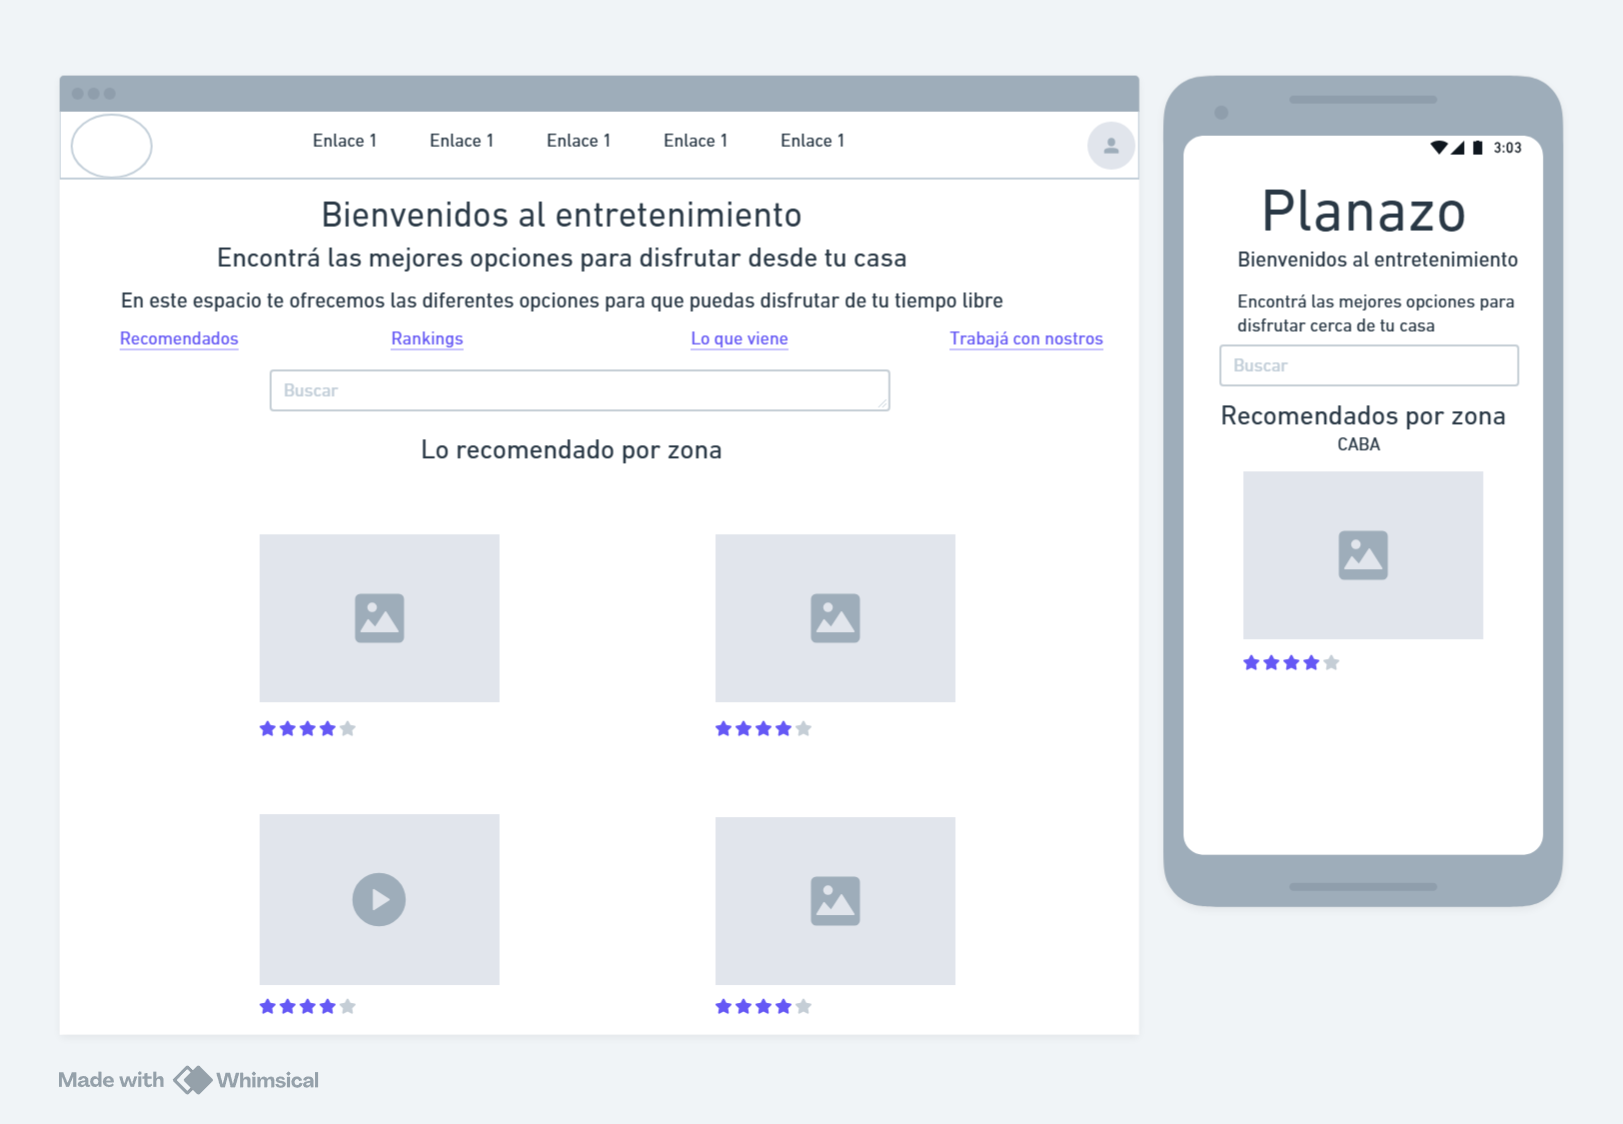 Enlace 1 Enlace 1 Enlace 1 Enlace 1 Enlace 1
Bienvenidos al entretenimiento
Encontrá las mejores opciones para disfrutar desde tu casa
En este espacio te ofrecemos las diferentes opciones para que puedas disfrutar de tu tiempo libre
Recomendados Rankings Lo que viene Trabajá con nostros
Buscar
Lo recomendado por zona
3:03
Planazo
Bienvenidos al entretenimiento
Encontrá las mejores opciones para
disfrutar cerca de tu casa
Buscar
Recomendados por zona
CABA
Made with Whimsical